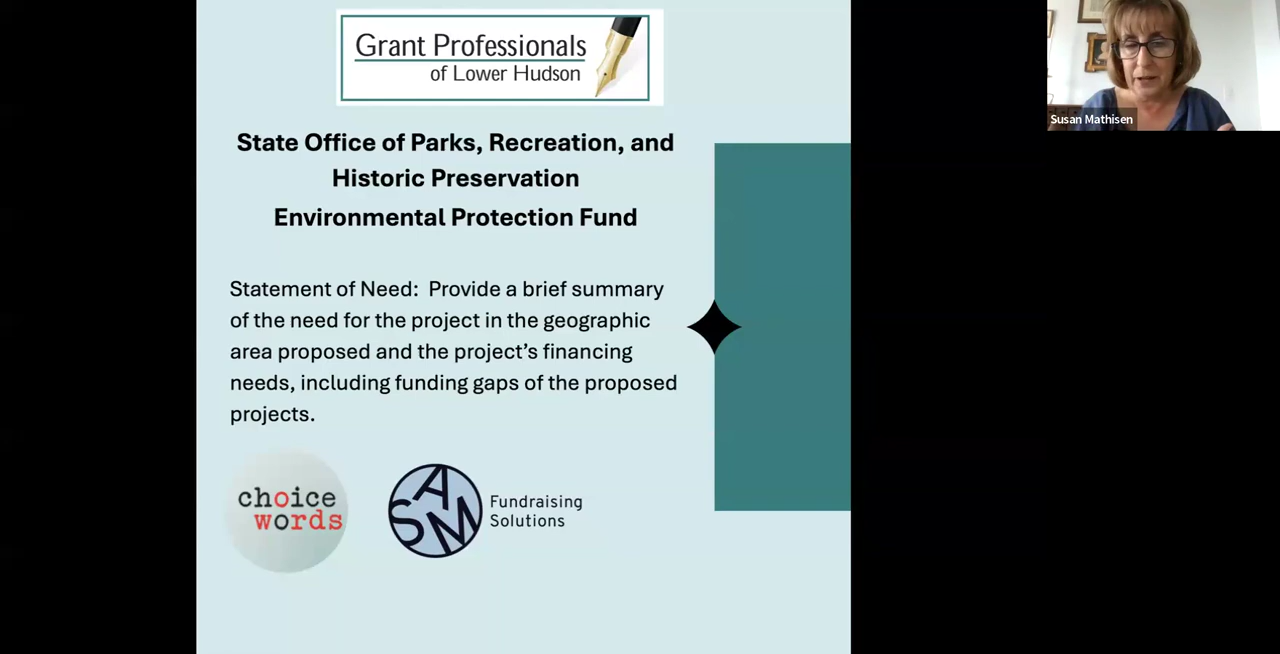 Grant Professionals
of Lower Hudson
Susan Mathisen
State Office of Parks, Recreation, and
Historic Preservation
Environmental Protection Fund
Statement of Need:  Provide a brief summary
of the need for the project in the geographic
area proposed and the project's financing
needs, including funding gaps of the proposed
projects.
choice
words
SAM
Fundraising
Solutions